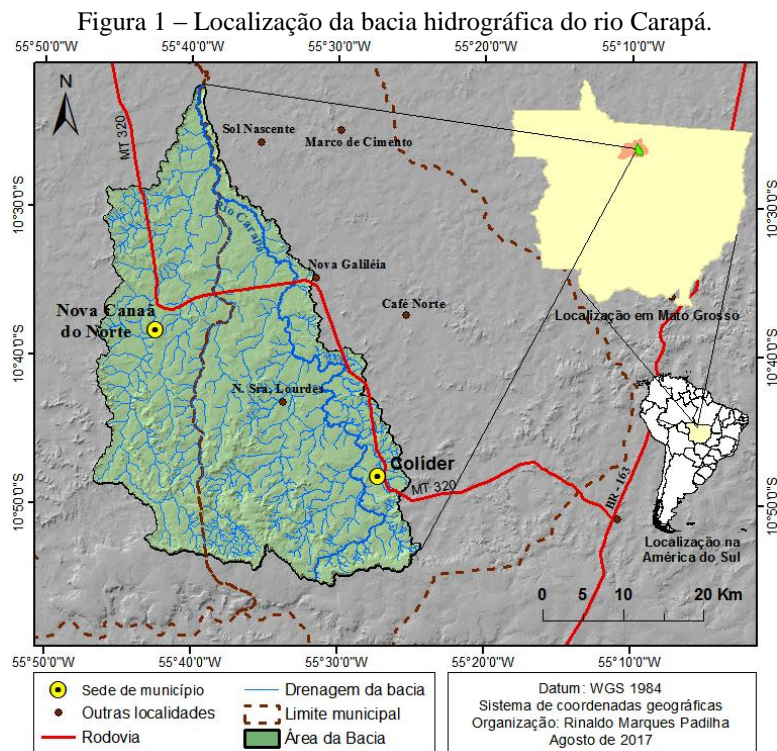 Figura 1 – Localização da bacia hidrográfica do rio Carapá.
55°50'0"W
55°40'0"W
55°30'0"W
55°20'0"W
55°10'0"W
N
MT 320
Sol Nascente
Marco de Cimento
10°30'0"S
10°30'0"S
Rio Carapá
Nova Galiléia
Nova Canaã
do Norte
Café Norte
Localização em Mato Grosso
10°40'0"S
10°40'0"S
N. Sra. Lourdes
Colíder
MT 320
BR - 163
10°50'0"S
10°50'0"S
Localização na
América do Sul
0 5 10 20 Km
55°50'0"W
55°40'0"W
55°30'0"W
55°20'0"W
55°10'0"W
Sede de município
Outras localidades
Rodovia
Drenagem da bacia
Limite municipal
Área da Bacia
Datum: WGS 1984
Sistema de coordenadas geográficas
Organização: Rinaldo Marques Padilha
Agosto de 2017